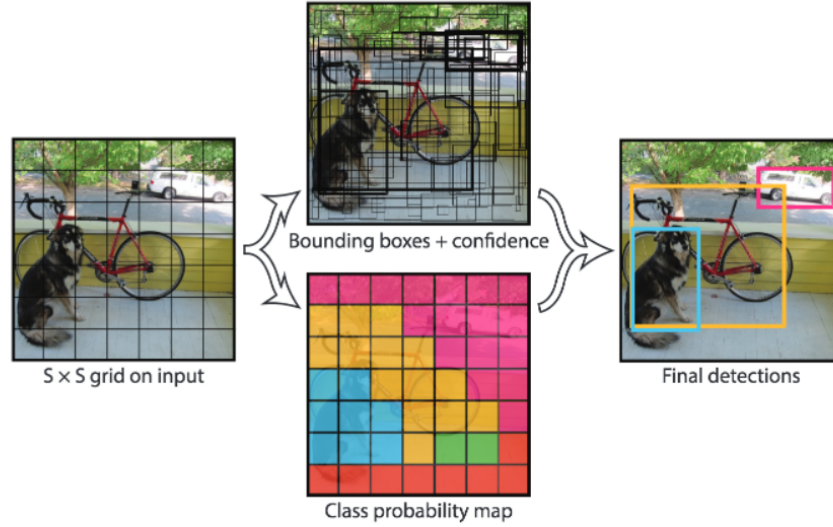 Bounding boxes + confidence
S × S grid on input
Final detections
Class probability map